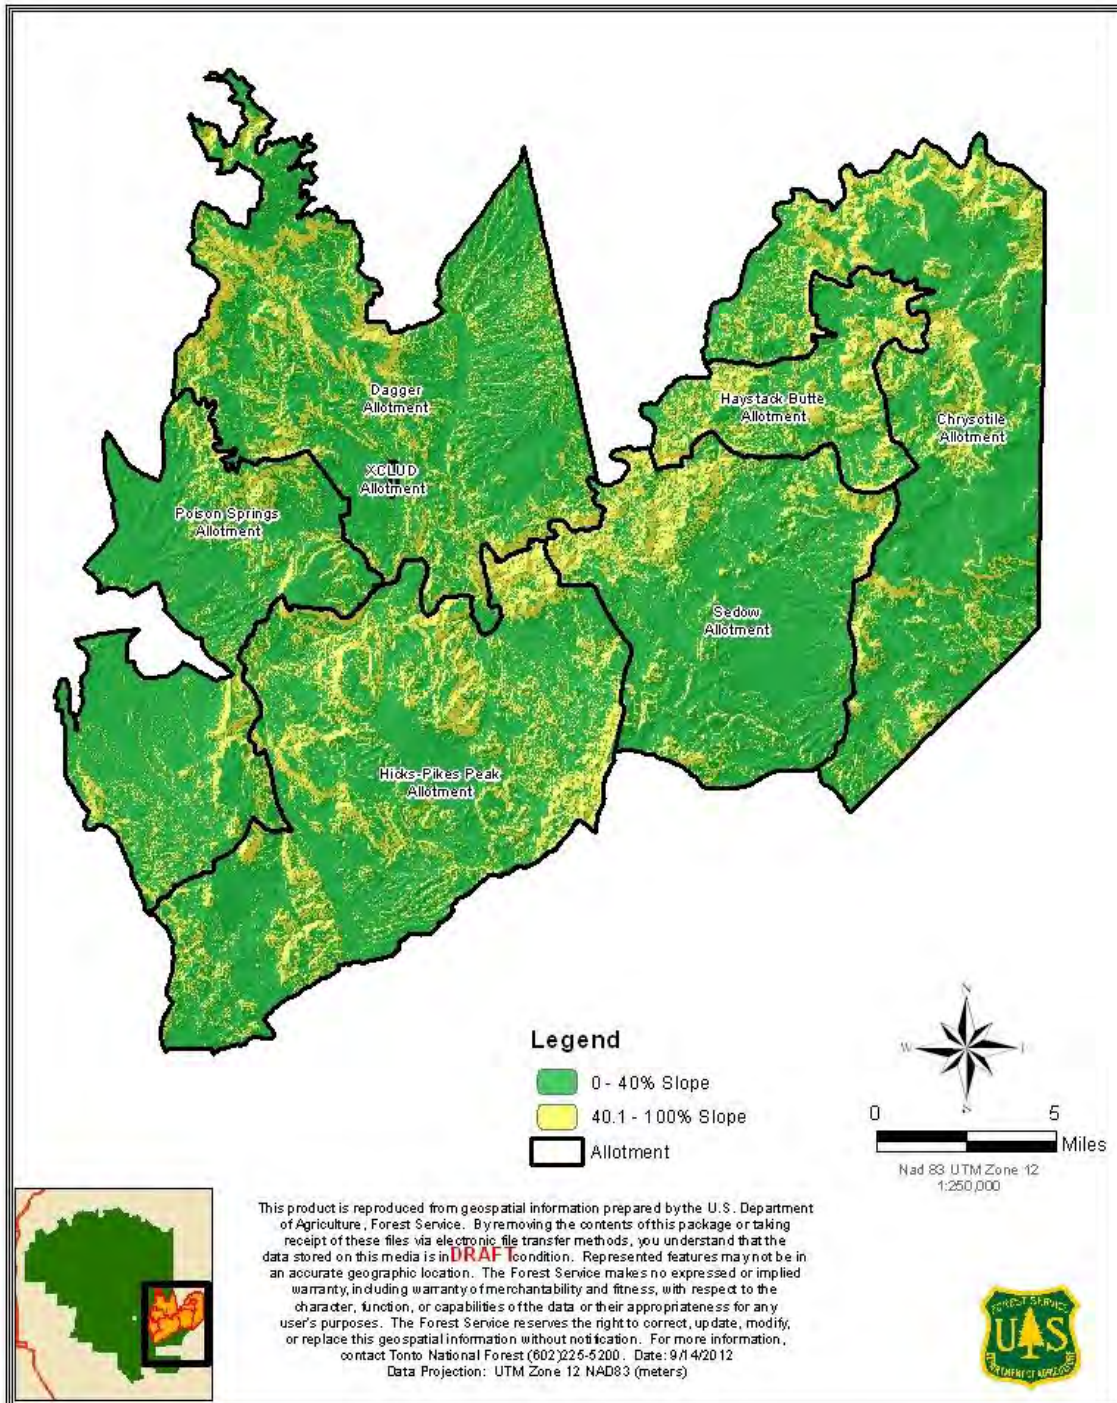 Dagger
Allotment
XCLUD
Allotment
Poison Springs
Allotment
Haystack Butte
Allotment
Chrysotile
Allotment
Sedow
Allotment
Hicks-Pikes Peak
Allotment
Legend
0 - 40% Slope
40.1 - 100% Slope
Allotment
N
W
S
0 5
Miles
Nad 83 UTM Zone 12
1:250,000
This product is reproduced from geospatial information prepared by the U.S. Department
of Agriculture, Forest Service. By removing the contents of this package or taking
receipt of these files via electronic file transfer methods, you understand that the
data stored on this media is in DRAFT condition. Represented features may not be in
an accurate geographic location. The Forest Service makes no expressed or implied
warranty, including warranty of merchantability and fitness, with respect to the
character, function, or capabilities of the data or their appropriateness for any
user's purposes. The Forest Service reserves the right to correct, update, modify,
or replace this geospatial information without notification. For more information,
contact Tonto National Forest (602)225-5200. Date: 9/14/2012
Data Projection: UTM Zone 12 NAD83 (meters)
FOREST SERVICE
U S
DEPARTMENT OF AGRICULTURE